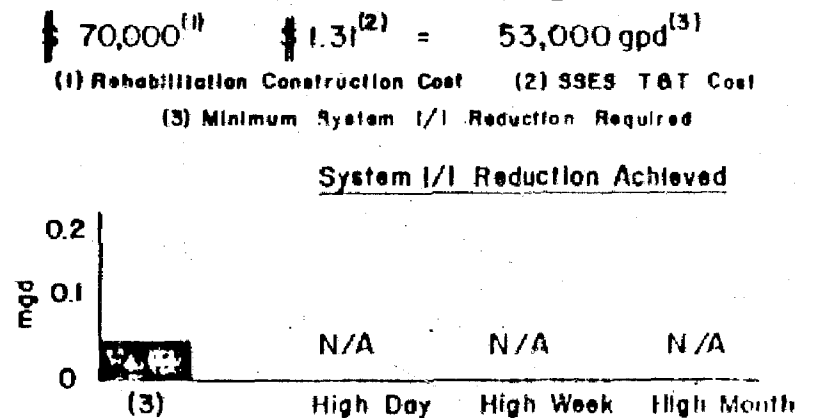 $ 70,000(1) $ 1.31(2) = 53,000 gpd(3)
(1) Rehabilitation Construction Cost (2) SSES T&T Cost
(3) Minimum System I/I Reduction Required
System I/I Reduction Achieved
0.2
0.1
mgd
N/A N/A N/A
0
(3) High Day High Week High Month